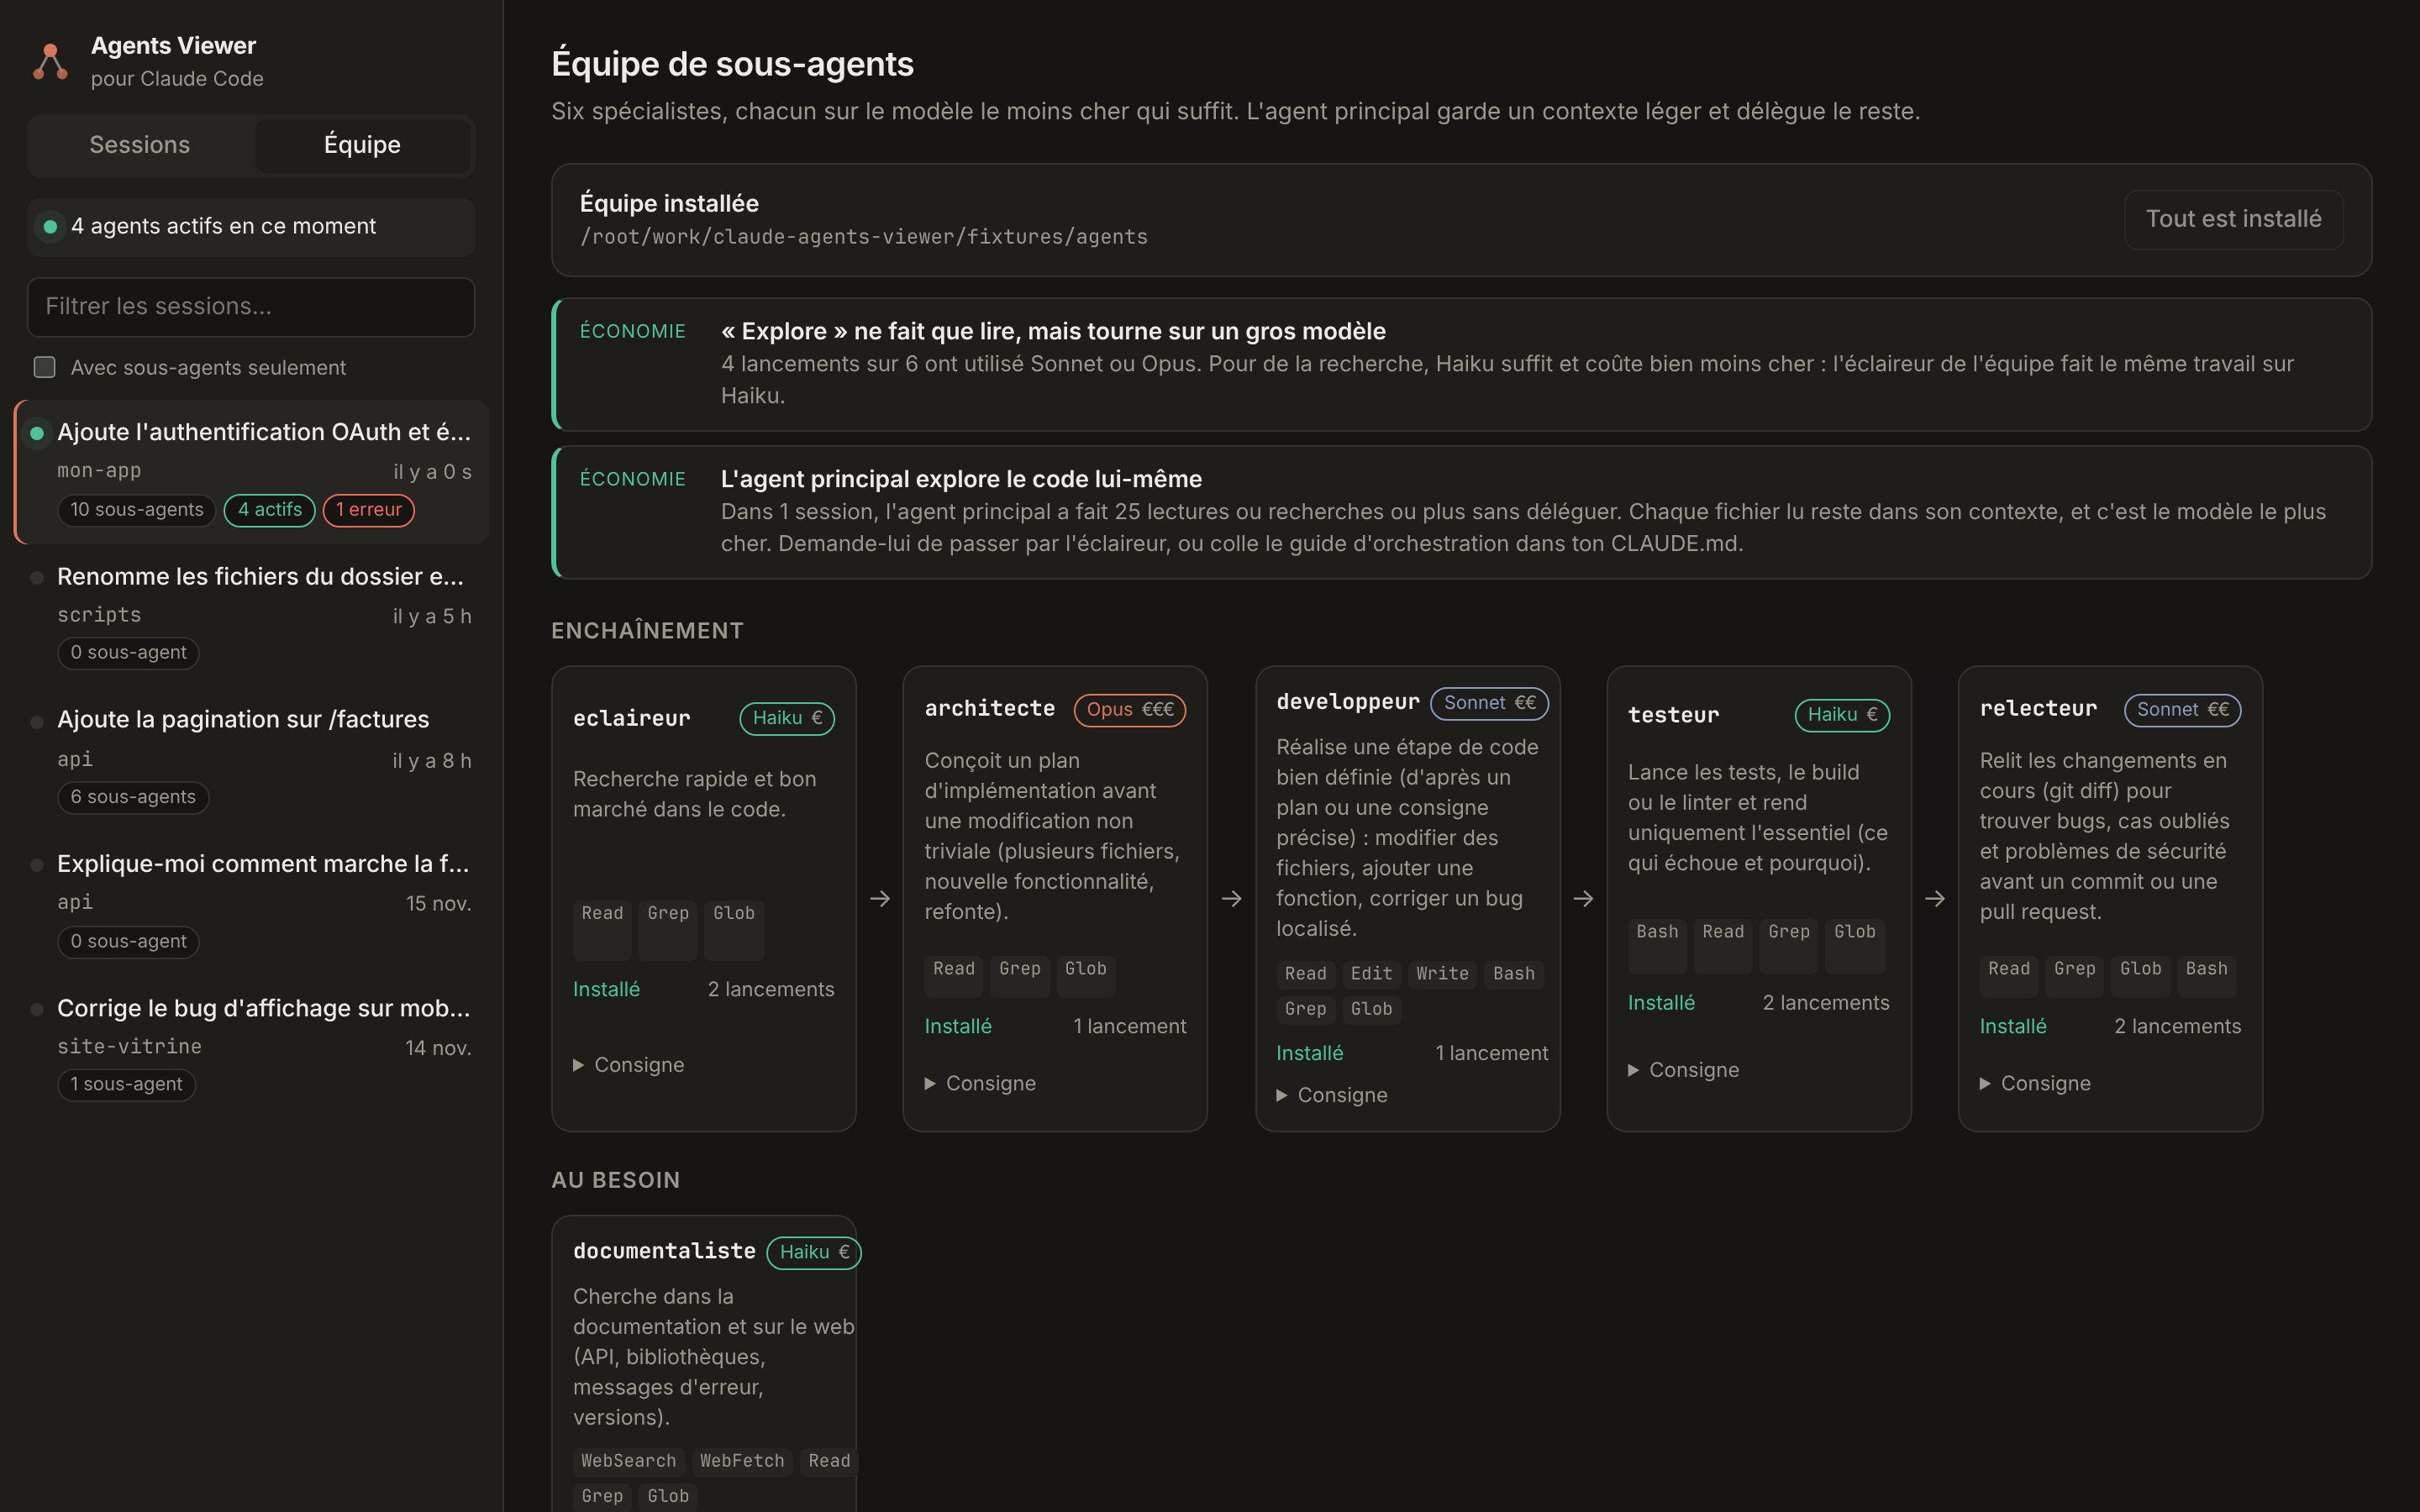 Agents Viewer
pour Claude Code
Sessions
Équipe
4 agents actifs en ce moment
Filtrer les sessions...
Avec sous-agents seulement
Ajoute l'authentification OAuth et é...
mon-app
il y a 0 s
10 sous-agents
4 actifs
1 erreur
Renomme les fichiers du dossier e...
scripts
il y a 5 h
0 sous-agent
Ajoute la pagination sur /factures
api
il y a 8 h
6 sous-agents
Explique-moi comment marche la f...
api
15 nov.
0 sous-agent
Corrige le bug d'affichage sur mob...
site-vitrine
14 nov.
1 sous-agent
Équipe de sous-agents
Six spécialistes, chacun sur le modèle le moins cher qui suffit. L'agent principal garde un contexte léger et délègue le reste.
Équipe installée
/root/work/claude-agents-viewer/fixtures/agents
Tout est installé
ÉCONOMIE
« Explore » ne fait que lire, mais tourne sur un gros modèle
4 lancements sur 6 ont utilisé Sonnet ou Opus. Pour de la recherche, Haiku suffit et coûte bien moins cher : l'éclaireur de l'équipe fait le même travail sur
Haiku.
ÉCONOMIE
L'agent principal explore le code lui-même
Dans 1 session, l'agent principal a fait 25 lectures ou recherches ou plus sans déléguer. Chaque fichier lu reste dans son contexte, et c'est le modèle le plus
cher. Demande-lui de passer par l'éclaireur, ou colle le guide d'orchestration dans ton CLAUDE.md.
ENCHAÎNEMENT
eclaireur
Haiku €
Recherche rapide et bon
marché dans le code.
Read Grep Glob
Installé
2 lancements
▶ Consigne
→
architecte
Opus €€€
Conçoit un plan
d'implémentation avant
une modification non
triviale (plusieurs fichiers,
nouvelle fonctionnalité,
refonte).
Read Grep Glob
Installé
1 lancement
▶ Consigne
→
developpeur
Sonnet €€
Réalise une étape de code
bien définie (d'après un
plan ou une consigne
précise) : modifier des
fichiers, ajouter une
fonction, corriger un bug
localisé.
Read Edit Write Bash
Grep Glob
Installé
1 lancement
▶ Consigne
→
testeur
Haiku €
Lance les tests, le build
ou le linter et rend
uniquement l'essentiel (ce
qui échoue et pourquoi).
Bash Read Grep Glob
Installé
2 lancements
▶ Consigne
→
relecteur
Sonnet €€
Relit les changements en
cours (git diff) pour
trouver bugs, cas oubliés
et problèmes de sécurité
avant un commit ou une
pull request.
Read Grep Glob Bash
Installé
2 lancements
▶ Consigne
AU BESOIN
documentaliste
Haiku €
Cherche dans la
documentation et sur le web
(API, bibliothèques,
messages d'erreur,
versions).
WebSearch WebFetch Read
Grep Glob